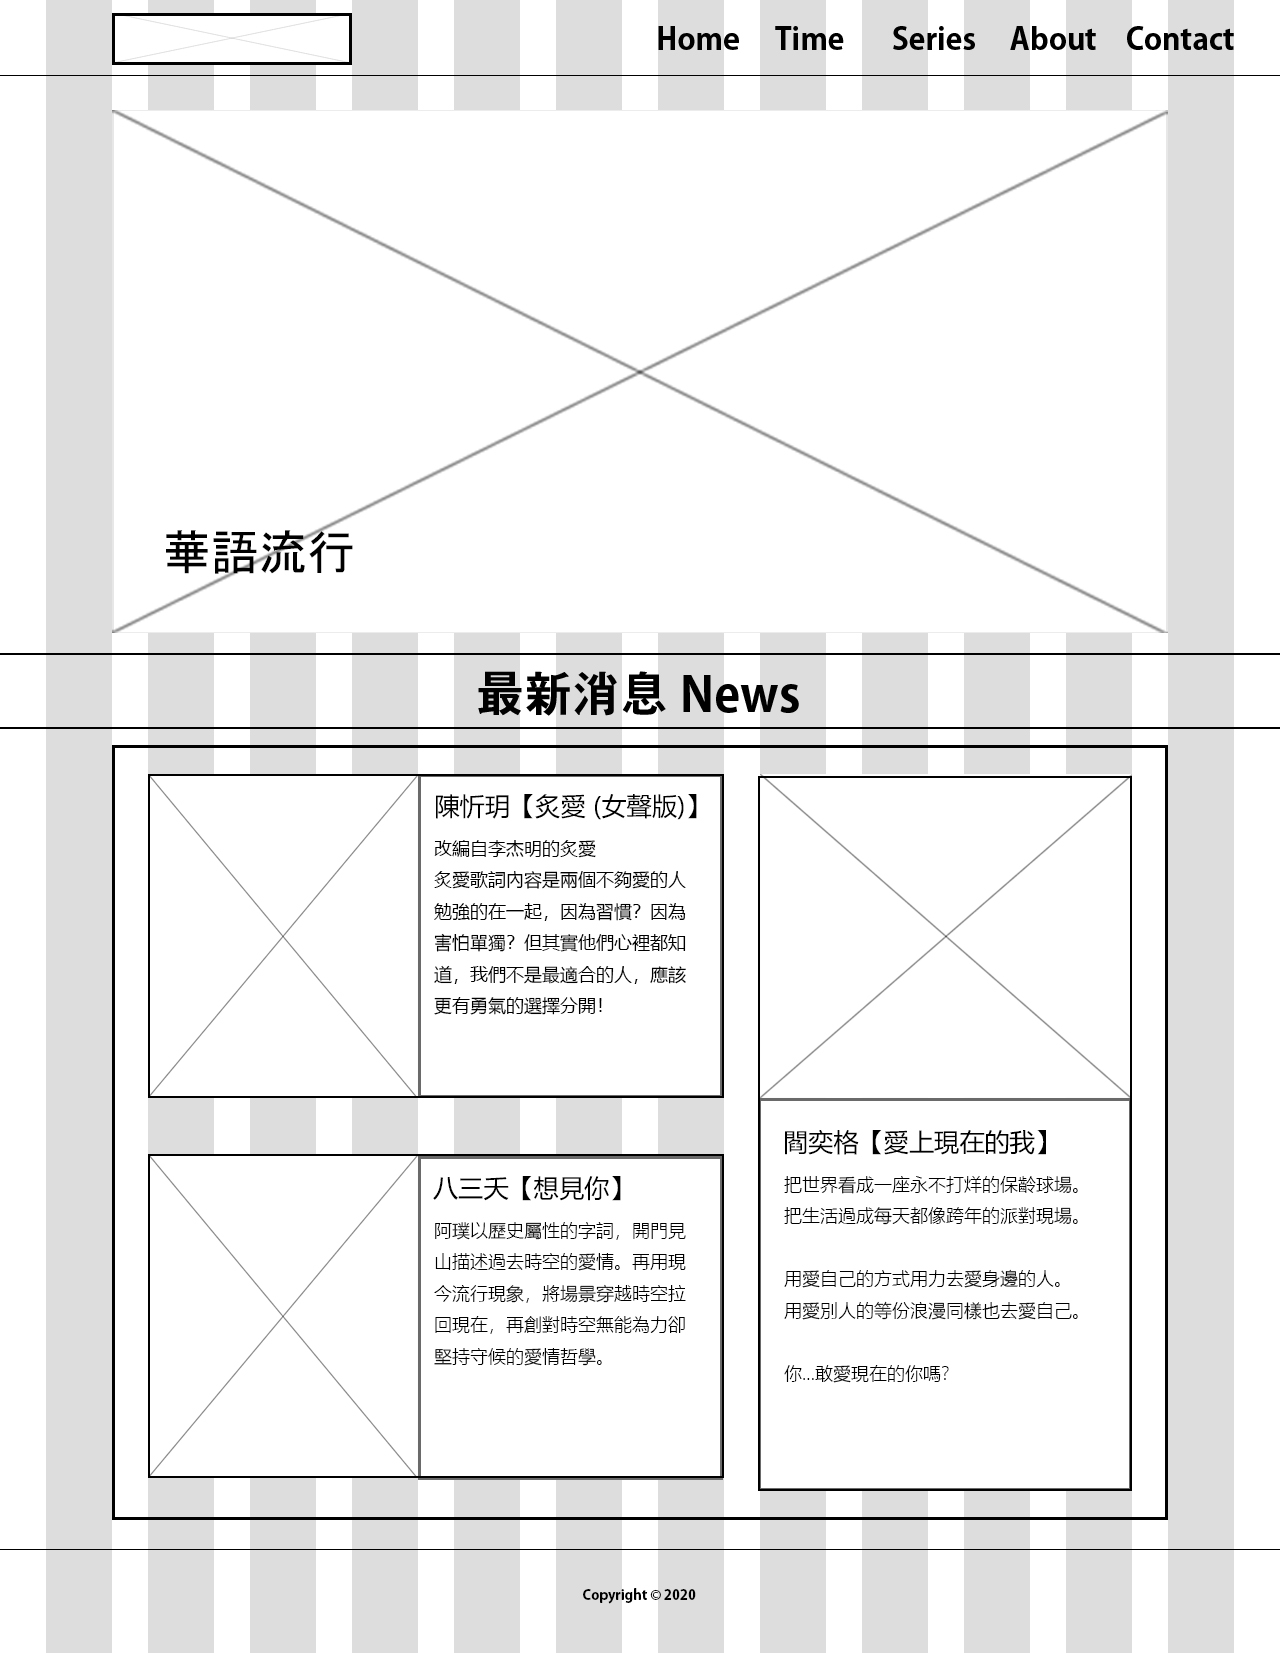 Home Time Series About Contact
華語流行
最新消息 News
陳忻玥【炙愛 (女聲版)】
改編自李杰明的炙愛
炙愛歌詞內容是兩個不夠愛的人
勉強的在一起，因為習慣？因為
害怕單獨？但其實他們心裡都知
道，我們不是最適合的人，應該
更有勇氣的選擇分開！
八三夭【想見你】
阿璞以歷史屬性的字詞，開門見
山描述過去時空的愛情。再用現
今流行現象，將場景穿越時空拉
回現在，再創對時空無能為力卻
堅持守候的愛情哲學。
閻奕格【愛上現在的我】
把世界看成一座永不打烊的保齡球場。
把生活過成每天都像跨年的派對現場。
用愛自己的方式用力去愛身邊的人。
用愛別人的等份浪漫同樣也去愛自己。
你...敢愛現在的你嗎?
Copyright © 2020